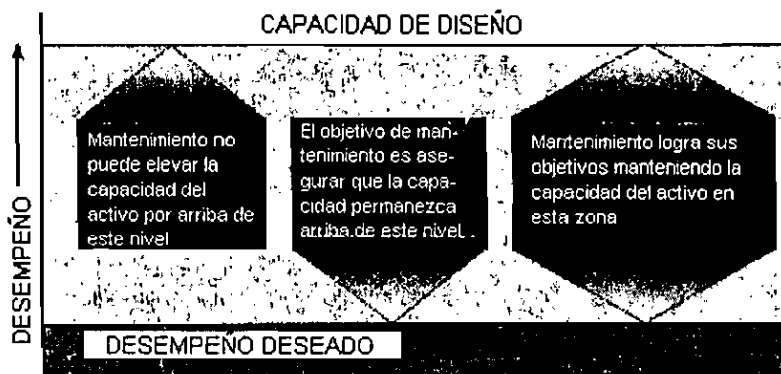 CAPACIDAD DE DISEÑO
DESEMPEÑO
Mantenimiento no
puede elevar la
capacidad del
activo por arriba de
este nivel
El objetivo de man-
tenimiento es ase-
gurar que la capa-
cidad permanezca
arriba de este nivel
Mantenimiento logra sus
objetivos manteniendo la
capacidad del activo en
esta zona
DESEMPEÑO DESEADO